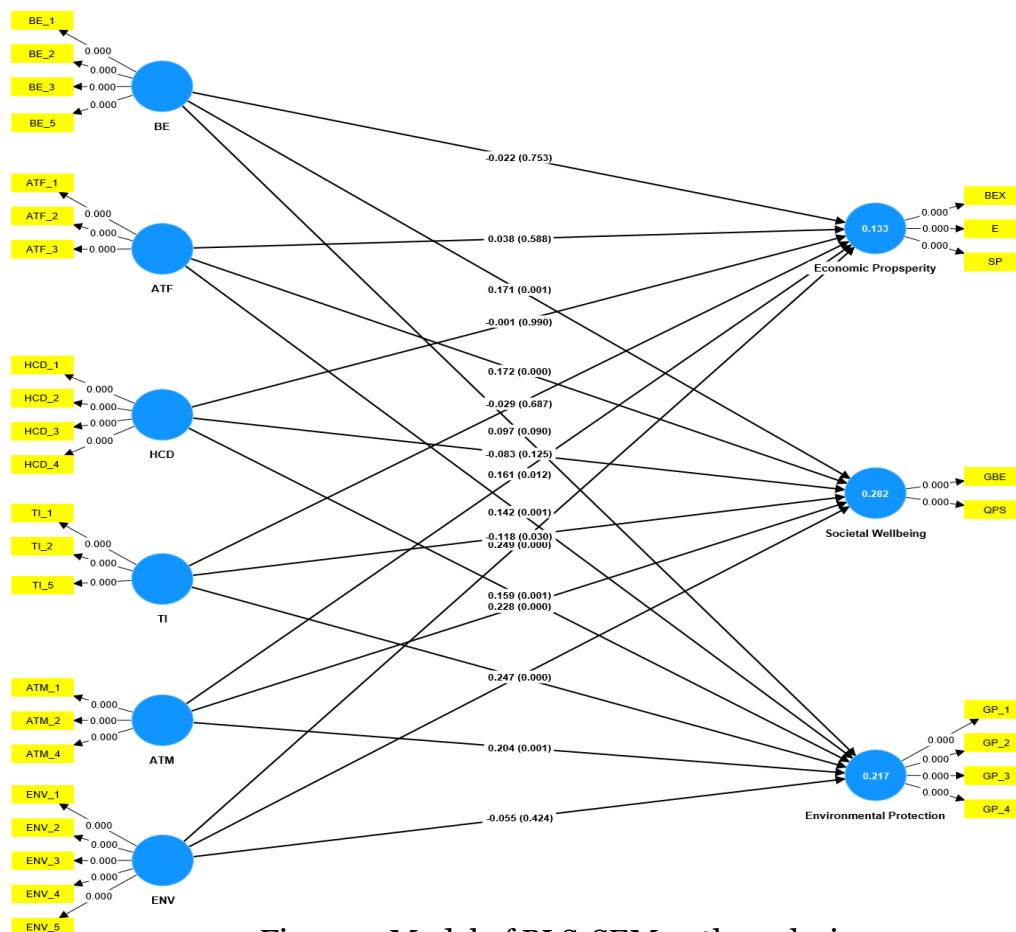 BE_1
BE_2
BE_3
BE_5
0.000
0.000
0.000
0.000
BE
ATF_1
ATF_2
ATF_3
0.000
0.000
0.000
ATF
HCD_1
HCD_2
HCD_3
HCD_4
0.000
0.000
0.000
0.000
HCD
TI_1
TI_2
TI_5
0.000
0.000
0.000
TI
ATM_1
ATM_2
ATM_4
0.000
0.000
0.000
ATM
ENV_1
ENV_2
ENV_3
ENV_4
ENV_5
0.000
0.000
0.000
0.000
0.000
ENV
-0.022 (0.753)
0.038 (0.588)
0.171 (0.001)
-0.001 (0.990)
0.172 (0.000)
-0.029 (0.687)
0.097 (0.090)
-0.083 (0.125)
0.161 (0.012)
0.142 (0.001)
-0.118 (0.030)
0.249 (0.000)
0.159 (0.001)
0.228 (0.000)
0.247 (0.000)
0.204 (0.001)
-0.055 (0.424)
0.133
Economic Propsperity
0.000
0.000
0.000
BEX
E
SP
0.282
Societal Wellbeing
0.000
0.000
GBE
QPS
0.217
Environmental Protection
0.000
0.000
0.000
0.000
GP_1
GP_2
GP_3
GP_4
Model of PLS-SEM path